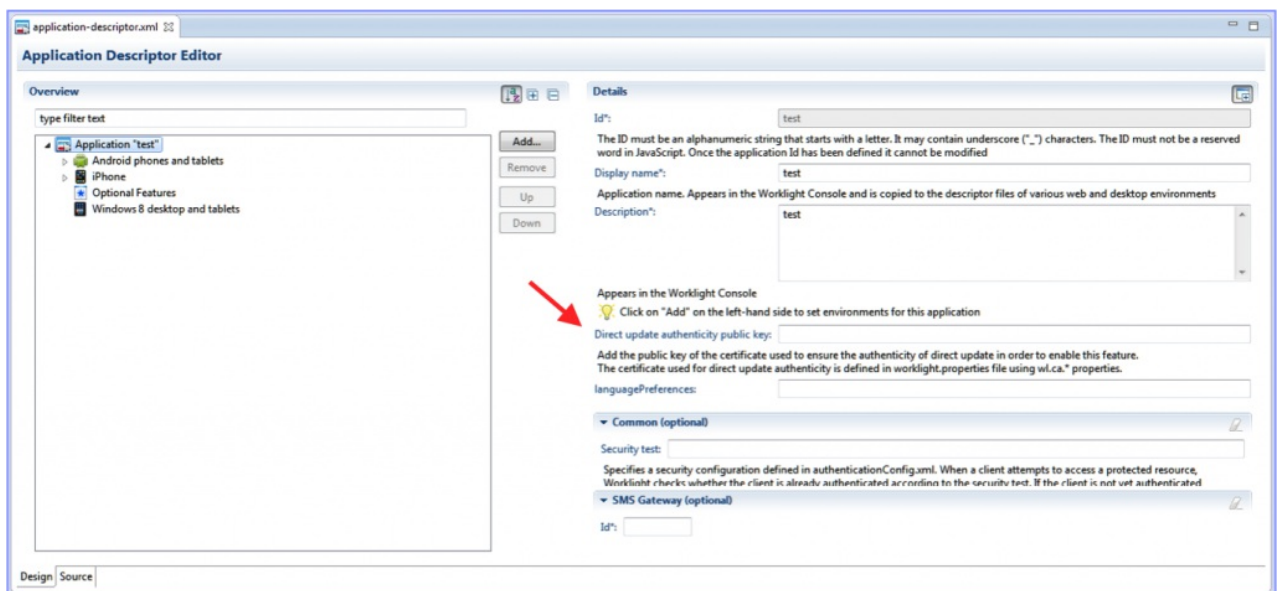 application-descriptor.xml
Application Descriptor Editor
Overview
type filter text
Application "test"
Android phones and tablets
iPhone
Optional Features
Windows 8 desktop and tablets
Add...
Remove
Up
Down
Details
Id*: test
The ID must be an alphanumeric string that starts with a letter. It may contain underscore ("_") characters. The ID must not be a reserved
word in JavaScript. Once the application Id has been defined it cannot be modified
Display name*: test
Application name. Appears in the Worklight Console and is copied to the descriptor files of various web and desktop environments
Description*: test
Appears in the Worklight Console
Click on "Add" on the left-hand side to set environments for this application
Direct update authenticity public key:
Add the public key of the certificate used to ensure the authenticity of direct update in order to enable this feature.
The certificate used for direct update authenticity is defined in worklight.properties file using wl.ca.* properties.
languagePreferences:
Common (optional)
Security test:
Specifies a security configuration defined in authenticationConfig.xml. When a client attempts to access a protected resource,
Worklight checks whether the client is already authenticated according to the security test. If the client is not yet authenticated
SMS Gateway (optional)
Id*:
Design Source